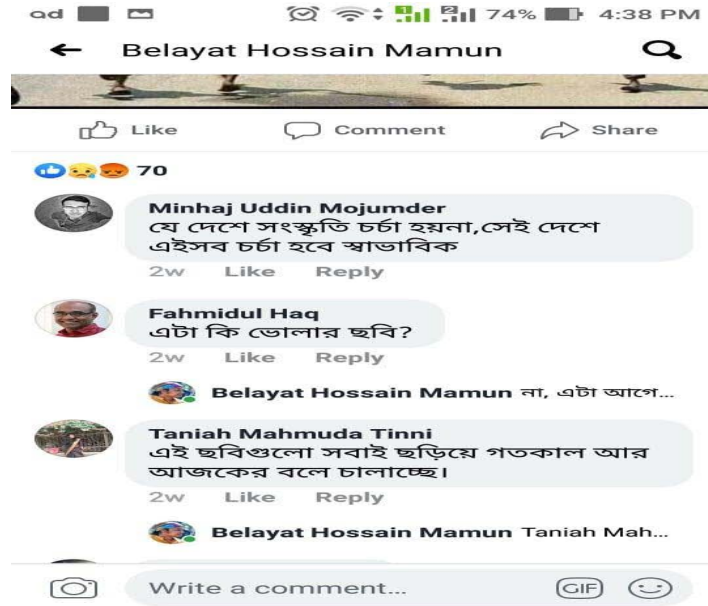 74% 4:38 PM
Belayat Hossain Mamun
Like Comment Share
70
Minhaj Uddin Mojumder
যে দেশে সংস্কৃতি চর্চা হয়না,সেই দেশে
এইসব চর্চা হবে স্বাভাবিক
2w Like Reply
Fahmidul Haq
এটা কি ভোলার ছবি?
2w Like Reply
Belayat Hossain Mamun না, এটা আগে...
Taniah Mahmuda Tinni
এই ছবিগুলো সবাই ছড়িয়ে গতকাল আর
আজকের বলে চালাচ্ছে।
2w Like Reply
Belayat Hossain Mamun Taniah Mah...
Write a comment... GIF